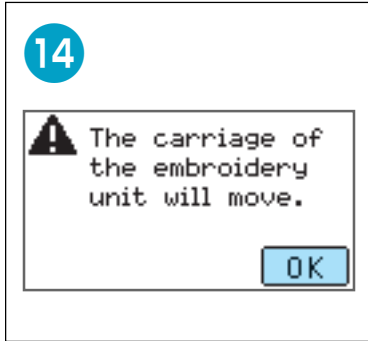 14
The carriage of
the embroidery
unit will move.
OK